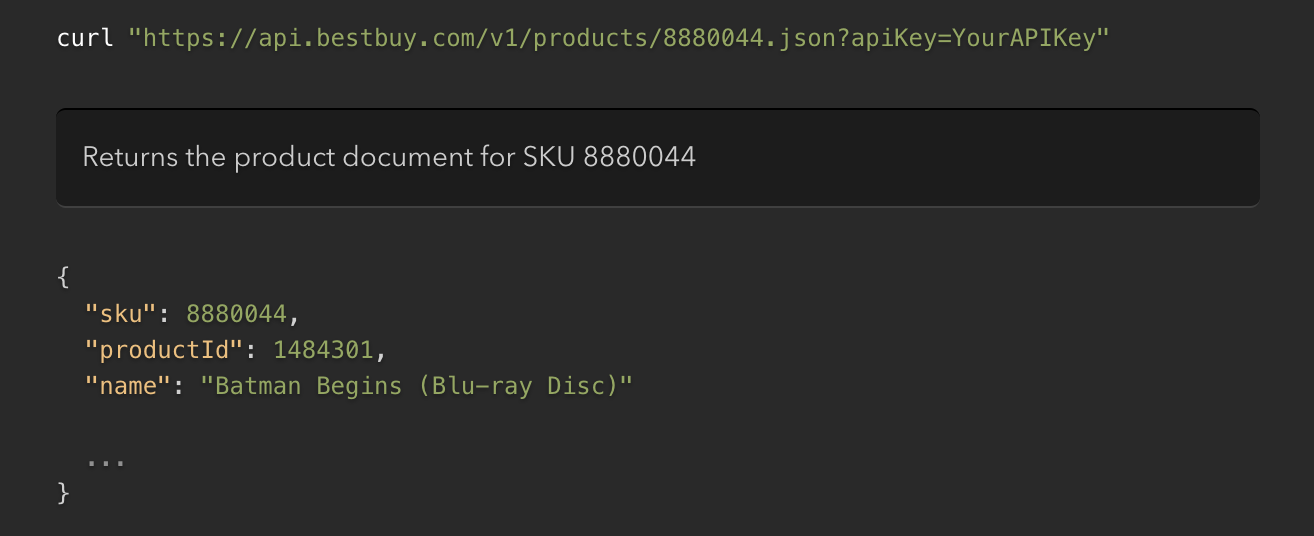 curl "https://api.bestbuy.com/v1/products/8880044.json?apiKey=YourAPIKey"
Returns the product document for SKU 8880044
{
  "sku": 8880044,
  "productId": 1484301,
  "name": "Batman Begins (Blu-ray Disc)"
  ...
}